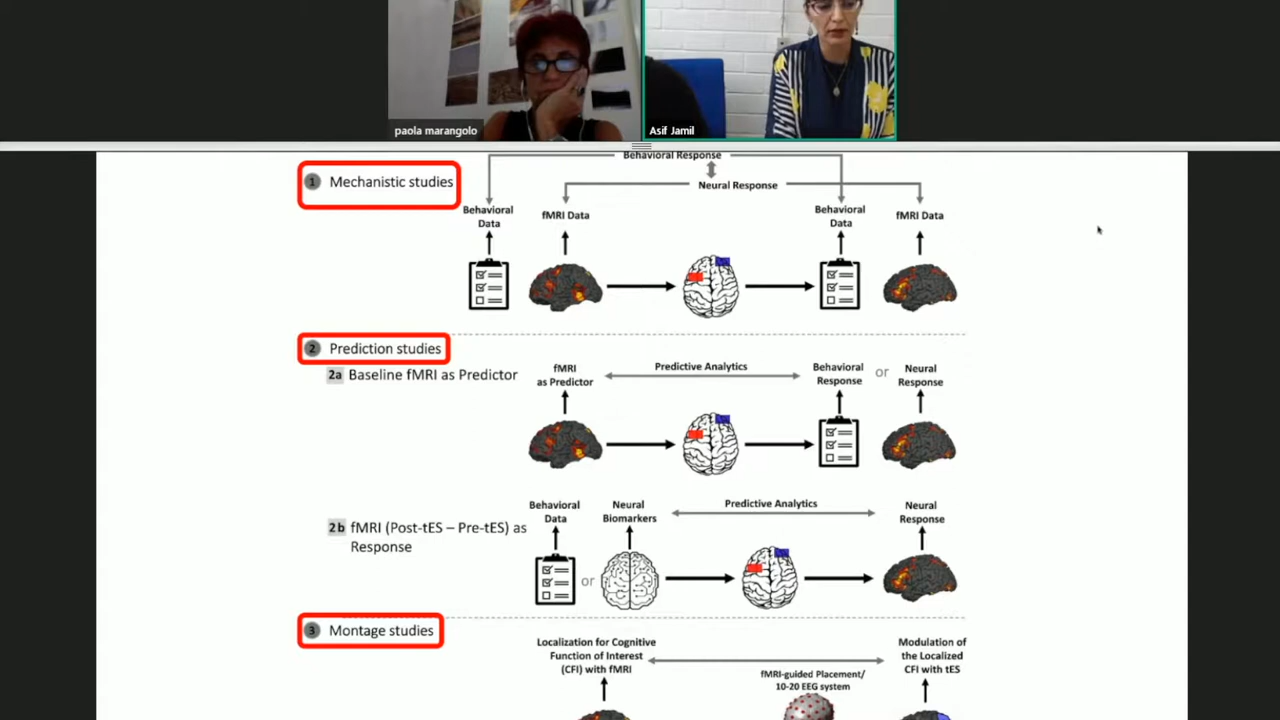 paola marangolo
Asif Jamil
Behavioral Response
1 Mechanistic studies
Neural Response
Behavioral
Data
fMRI Data
Behavioral
Data
fMRI Data
2 Prediction studies
2a Baseline fMRI as Predictor
fMRI
as Predictor
Predictive Analytics
Behavioral
Response
or
Neural
Response
2b fMRI (Post-tES – Pre-tES) as
Response
Behavioral
Data
or
Neural
Biomarkers
Predictive Analytics
Neural
Response
3 Montage studies
Localization for Cognitive
Function of Interest
(CFI) with fMRI
fMRI-guided Placement/
10-20 EEG system
Modulation of
the Localized
CFI with tES